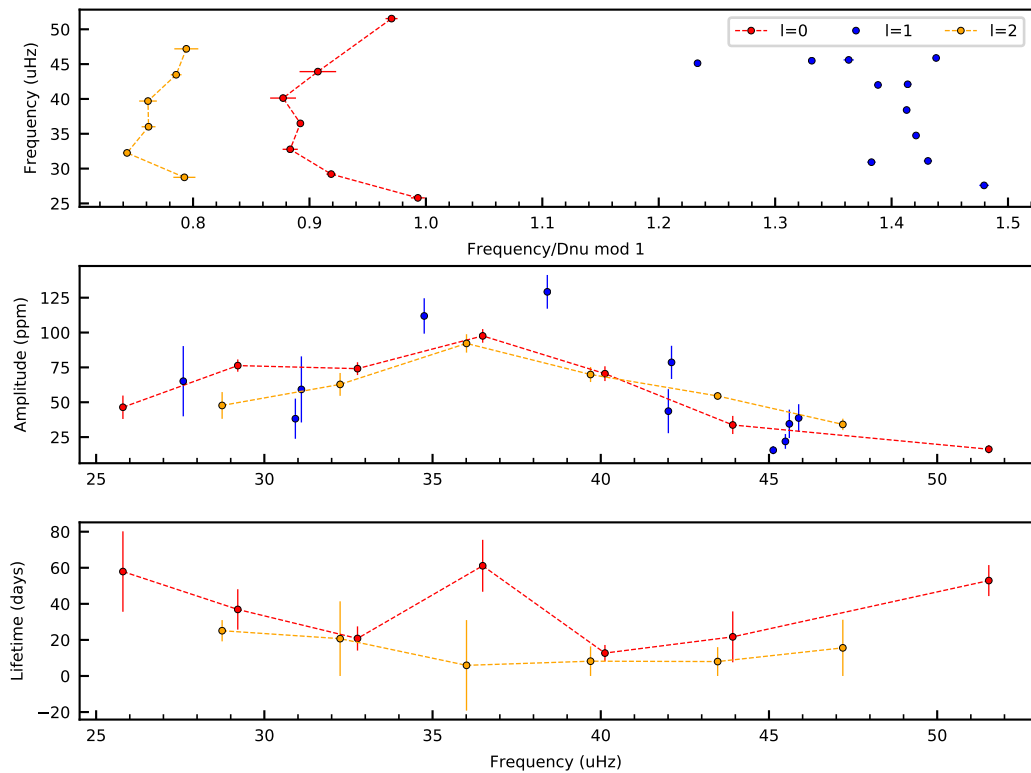 50
45
40
35
30
25
Frequency (uHz)
l=0 l=1 l=2
0.8 0.9 1.0 1.1 1.2 1.3 1.4 1.5
Frequency/Dnu mod 1
125
100
75
50
25
Amplitude (ppm)
25 30 35 40 45 50
80
60
40
20
0
−20
Lifetime (days)
25 30 35 40 45 50
Frequency (uHz)